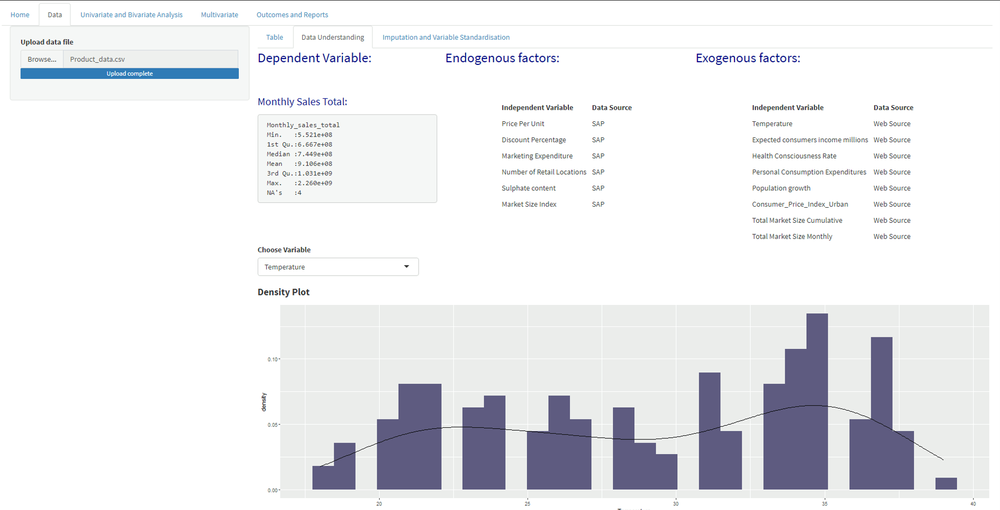 Home Data Univariate and Bivariate Analysis Multivariate Outcomes and Reports
Upload data file
Browse... Product_data.csv
Upload complete
Table Data Understanding Imputation and Variable Standardisation
Dependent Variable: Endogenous factors: Exogenous factors:
Monthly Sales Total:
Monthly_sales_total
Min.   :5.521e+08
1st Qu.:6.667e+08
Median :7.449e+08
Mean   :9.106e+08
3rd Qu.:1.031e+09
Max.   :2.260e+09
NA's   :4
Independent Variable Data Source
Price Per Unit SAP
Discount Percentage SAP
Marketing Expenditure SAP
Number of Retail Locations SAP
Sulphate content SAP
Market Size Index SAP
Independent Variable Data Source
Temperature Web Source
Expected consumers income millions Web Source
Health Consciousness Rate Web Source
Personal Consumption Expenditures Web Source
Population growth Web Source
Consumer_Price_Index_Urban Web Source
Total Market Size Cumulative Web Source
Total Market Size Monthly Web Source
Choose Variable
Temperature
Density Plot
0.10
density
0.05
0.00
20 25 30 35 40